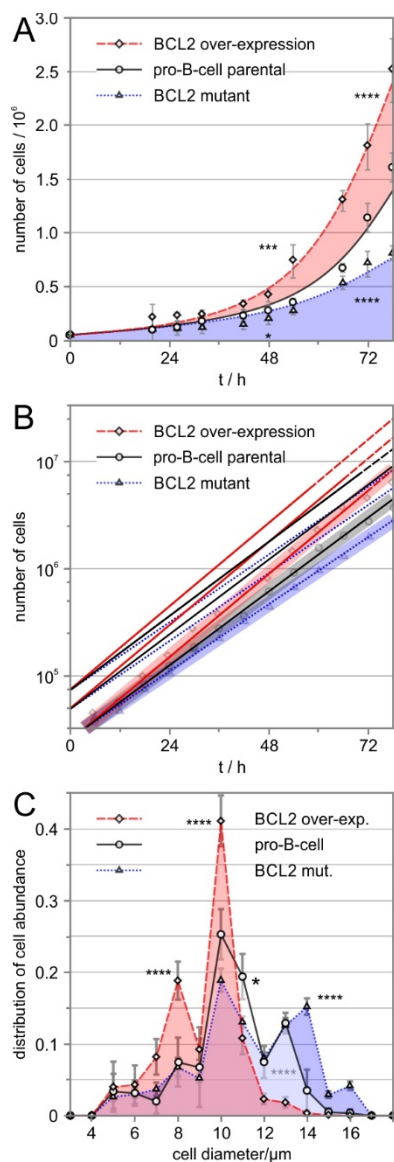 A
BCL2 over-expression
pro-B-cell parental
BCL2 mutant
number of cells / 10⁶
3.0
2.5
2.0
1.5
1.0
0.5
0
****
***
****
*
0 24 48 72
t / h
B
BCL2 over-expression
pro-B-cell parental
BCL2 mutant
number of cells
10⁷
10⁶
10⁵
0 24 48 72
t / h
C
BCL2 over-exp.
pro-B-cell
BCL2 mut.
distribution of cell abundance
0.4
0.3
0.2
0.1
0
****
****
*
****
****
4 6 8 10 12 14 16
cell diameter/µm